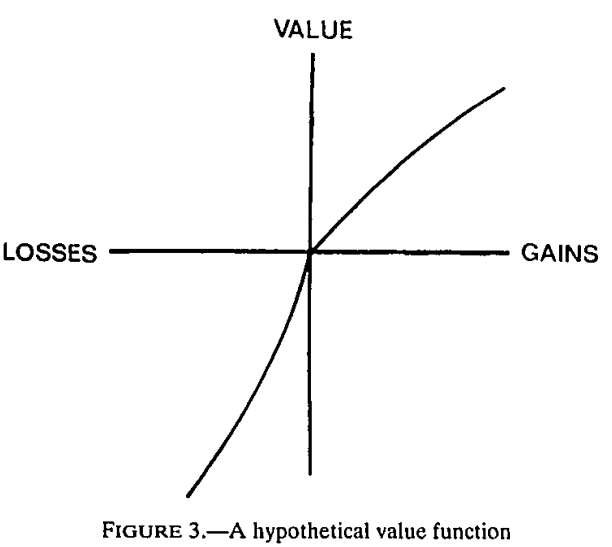 VALUE
LOSSES
GAINS
FIGURE 3.—A hypothetical value function